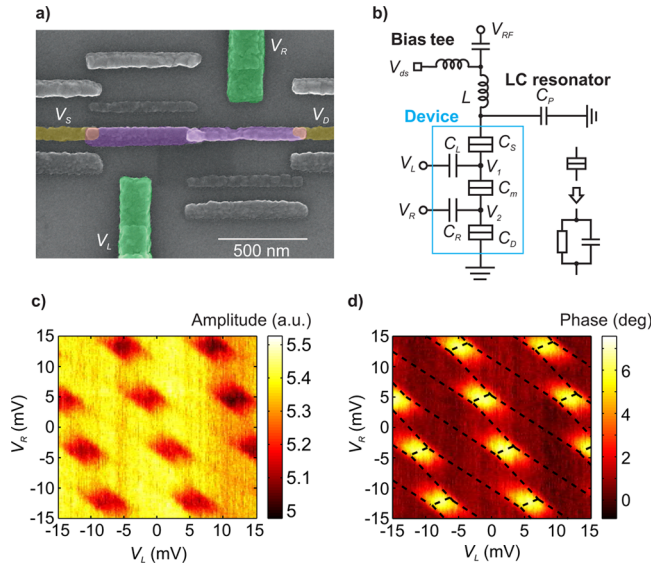 a)
V_R
V_S
V_D
V_L
500 nm
b)
V_RF
Bias tee
V_ds
LC resonator
L
C_P
Device
C_L
C_S
V_L
V_1
C_m
V_R
V_2
C_R
C_D
c)
Amplitude (a.u.)
15
10
5
0
-5
-10
-15
V_R (mV)
-15 -10 -5 0 5 10 15
V_L (mV)
5.5
5.4
5.3
5.2
5.1
5
d)
Phase (deg)
15
10
5
0
-5
-10
-15
V_R (mV)
-15 -10 -5 0 5 10 15
V_L (mV)
6
4
2
0